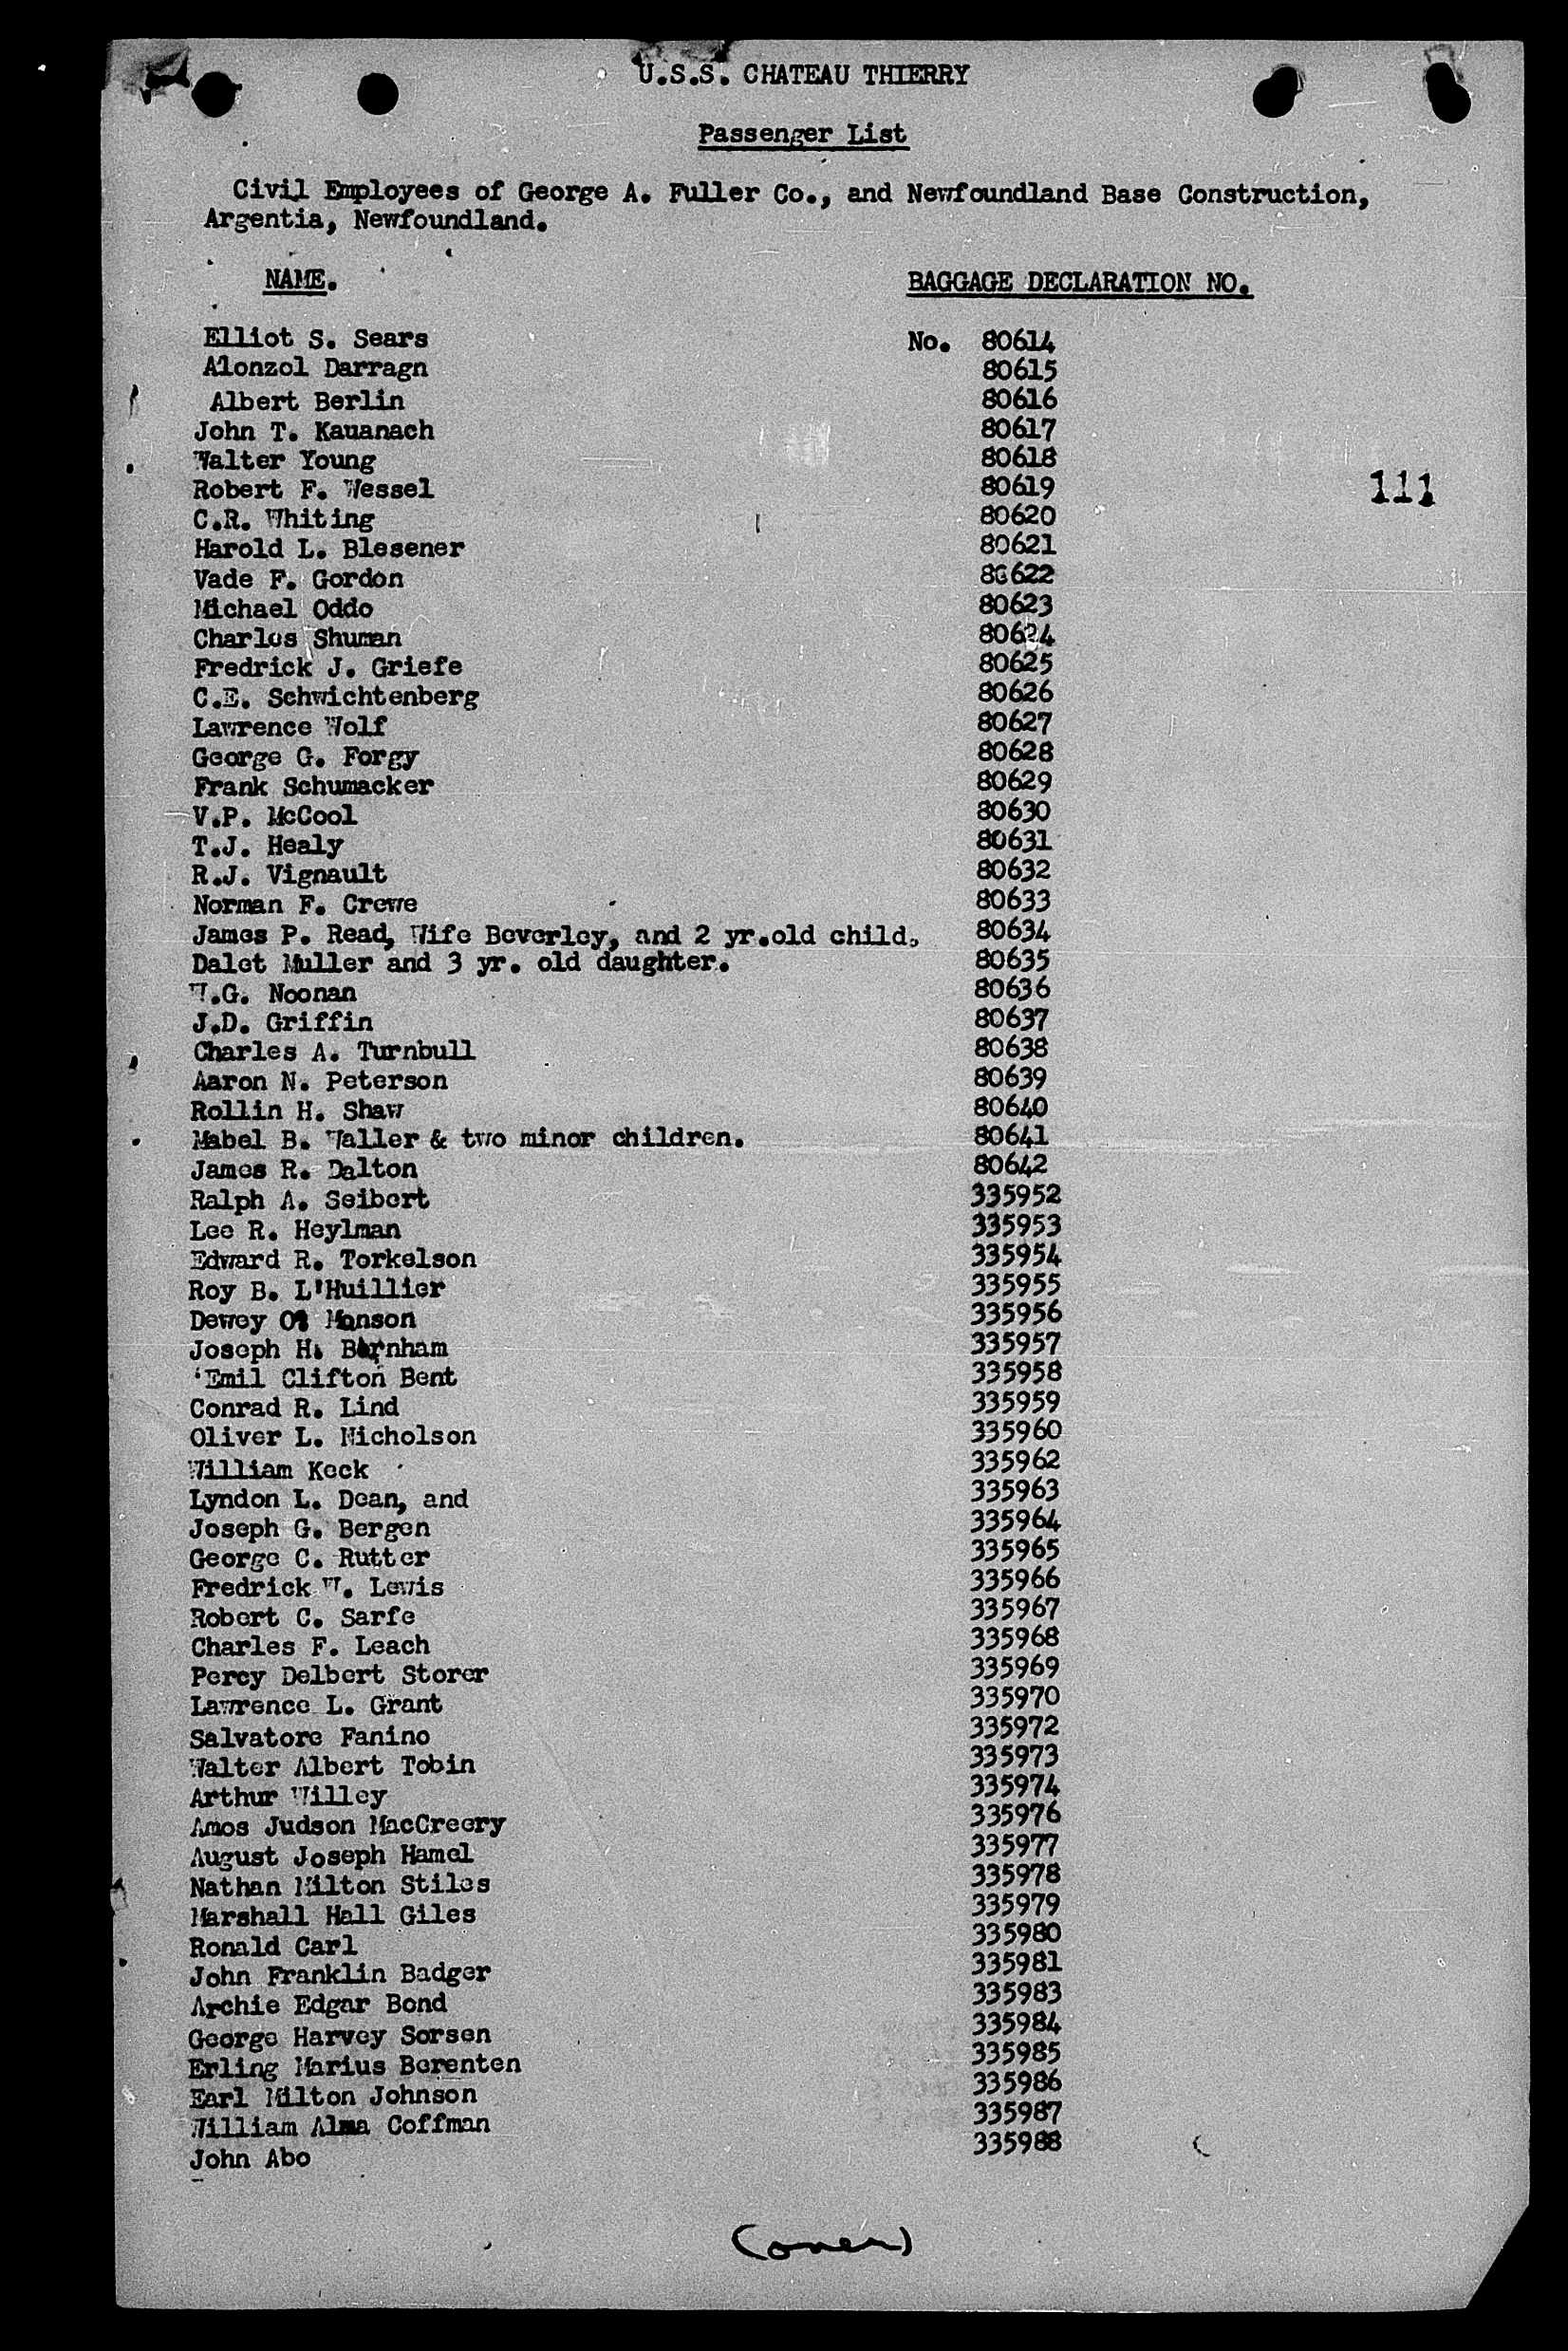 U.S.S. CHATEAU THIERRY
Passenger List
Civil Employees of George A. Fuller Co., and Newfoundland Base Construction,
Argentia, Newfoundland.
NAME. BAGGAGE DECLARATION NO.
Elliot S. Sears No. 80614
Alonzol Darragn 80615
Albert Berlin 80616
John T. Kauanach 80617
Walter Young 80618
Robert F. Wessel 80619
111
C.R. Whiting 80620
Harold L. Blesener 80621
Vade F. Gordon 80622
Michael Oddo 80623
Charles Shuman 80624
Fredrick J. Griefe 80625
C.E. Schwichtenberg 80626
Lawrence Wolf 80627
George G. Forgy 80628
Frank Schumacker 80629
V.P. McCool 80630
T.J. Healy 80631
R.J. Vignault 80632
Norman F. Crewe 80633
James P. Read, Wife Beverley, and 2 yr.old child. 80634
Dalet Muller and 3 yr. old daughter. 80635
W.G. Noonan 80636
J.D. Griffin 80637
Charles A. Turnbull 80638
Aaron N. Peterson 80639
Rollin H. Shaw 80640
Mabel B. Waller & two minor children. 80641
James R. Dalton 80642
Ralph A. Seibert 335952
Lee R. Heylman 335953
Edward R. Torkelson 335954
Roy B. L'Huillier 335955
Dewey Manson 335956
Joseph H. 335957
Emil Clifton Bent 335958
Conrad R. Lind 335959
Oliver L. Nicholson 335960
William Keck 335962
Lyndon L. Dean, and 335963
Joseph G. Bergen 335964
George C. Rutter 335965
Fredrick W. Lewis 335966
Robert C. Sarfe 335967
Charles F. Leach 335968
Percy Delbert Storer 335969
Lawrence L. Grant 335970
Salvatore Fanino 335972
Walter Albert Tobin 335973
Arthur Willey 335974
Amos Judson MacCreery 335976
August Joseph Hamel 335977
Nathan Milton Stiles 335978
Marshall Hall Giles 335979
Ronald Carl 335980
John Franklin Badger 335981
Archie Edgar Bond 335983
George Harvey Sorsen 335984
Erling Marius Berenten 335985
Earl Milton Johnson 335986
William Alma Coffman 335987
John Abo 335988
(over)